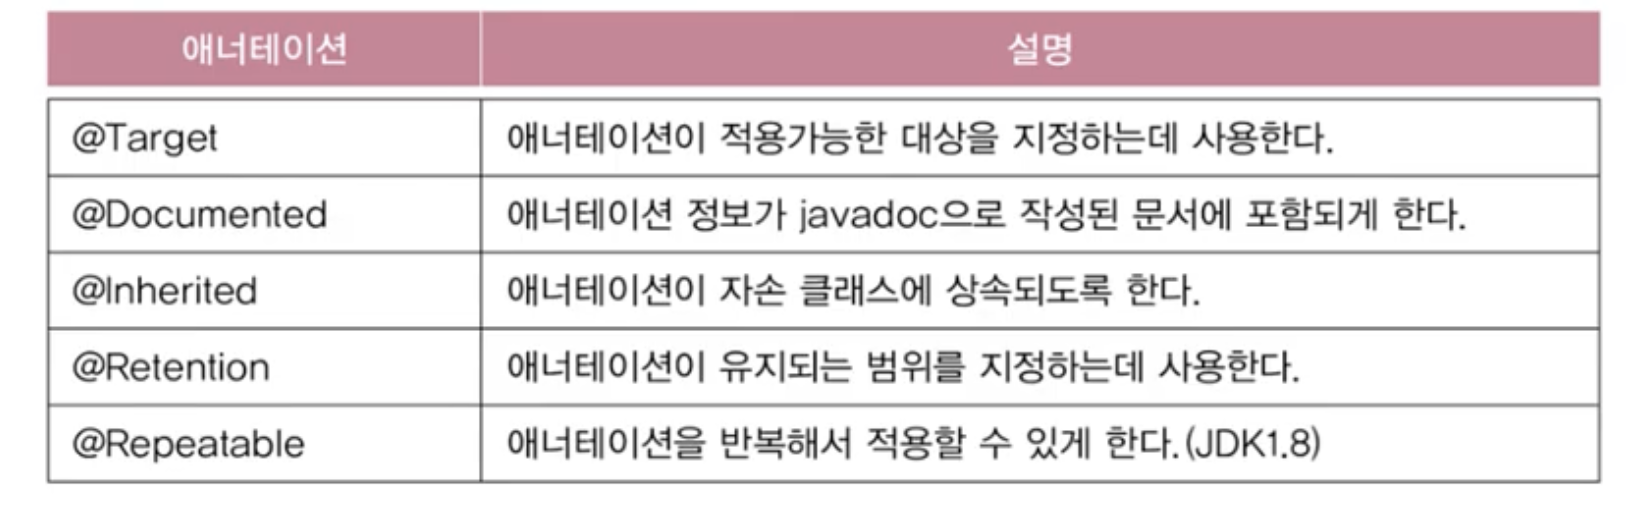 애너테이션 설명
@Target 애너테이션이 적용가능한 대상을 지정하는데 사용한다.
@Documented 애너테이션 정보가 javadoc으로 작성된 문서에 포함되게 한다.
@Inherited 애너테이션이 자손 클래스에 상속되도록 한다.
@Retention 애너테이션이 유지되는 범위를 지정하는데 사용한다.
@Repeatable 애너테이션을 반복해서 적용할 수 있게 한다.(JDK1.8)